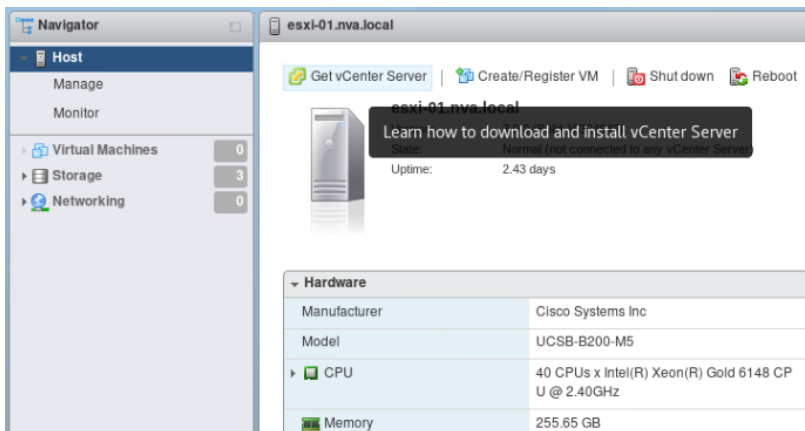 Navigator
esxi-01.nva.local
Host
Manage
Monitor
Virtual Machines 0
Storage 3
Networking 0
Get vCenter Server | Create/Register VM | Shut down Reboot
esxi-01.nva.local
Learn how to download and install vCenter Server
State: Normal (not connected to any vCenter Server)
Uptime: 2.43 days
Hardware
Manufacturer Cisco Systems Inc
Model UCSB-B200-M5
CPU 40 CPUs x Intel(R) Xeon(R) Gold 6148 CP
U @ 2.40GHz
Memory 255.65 GB